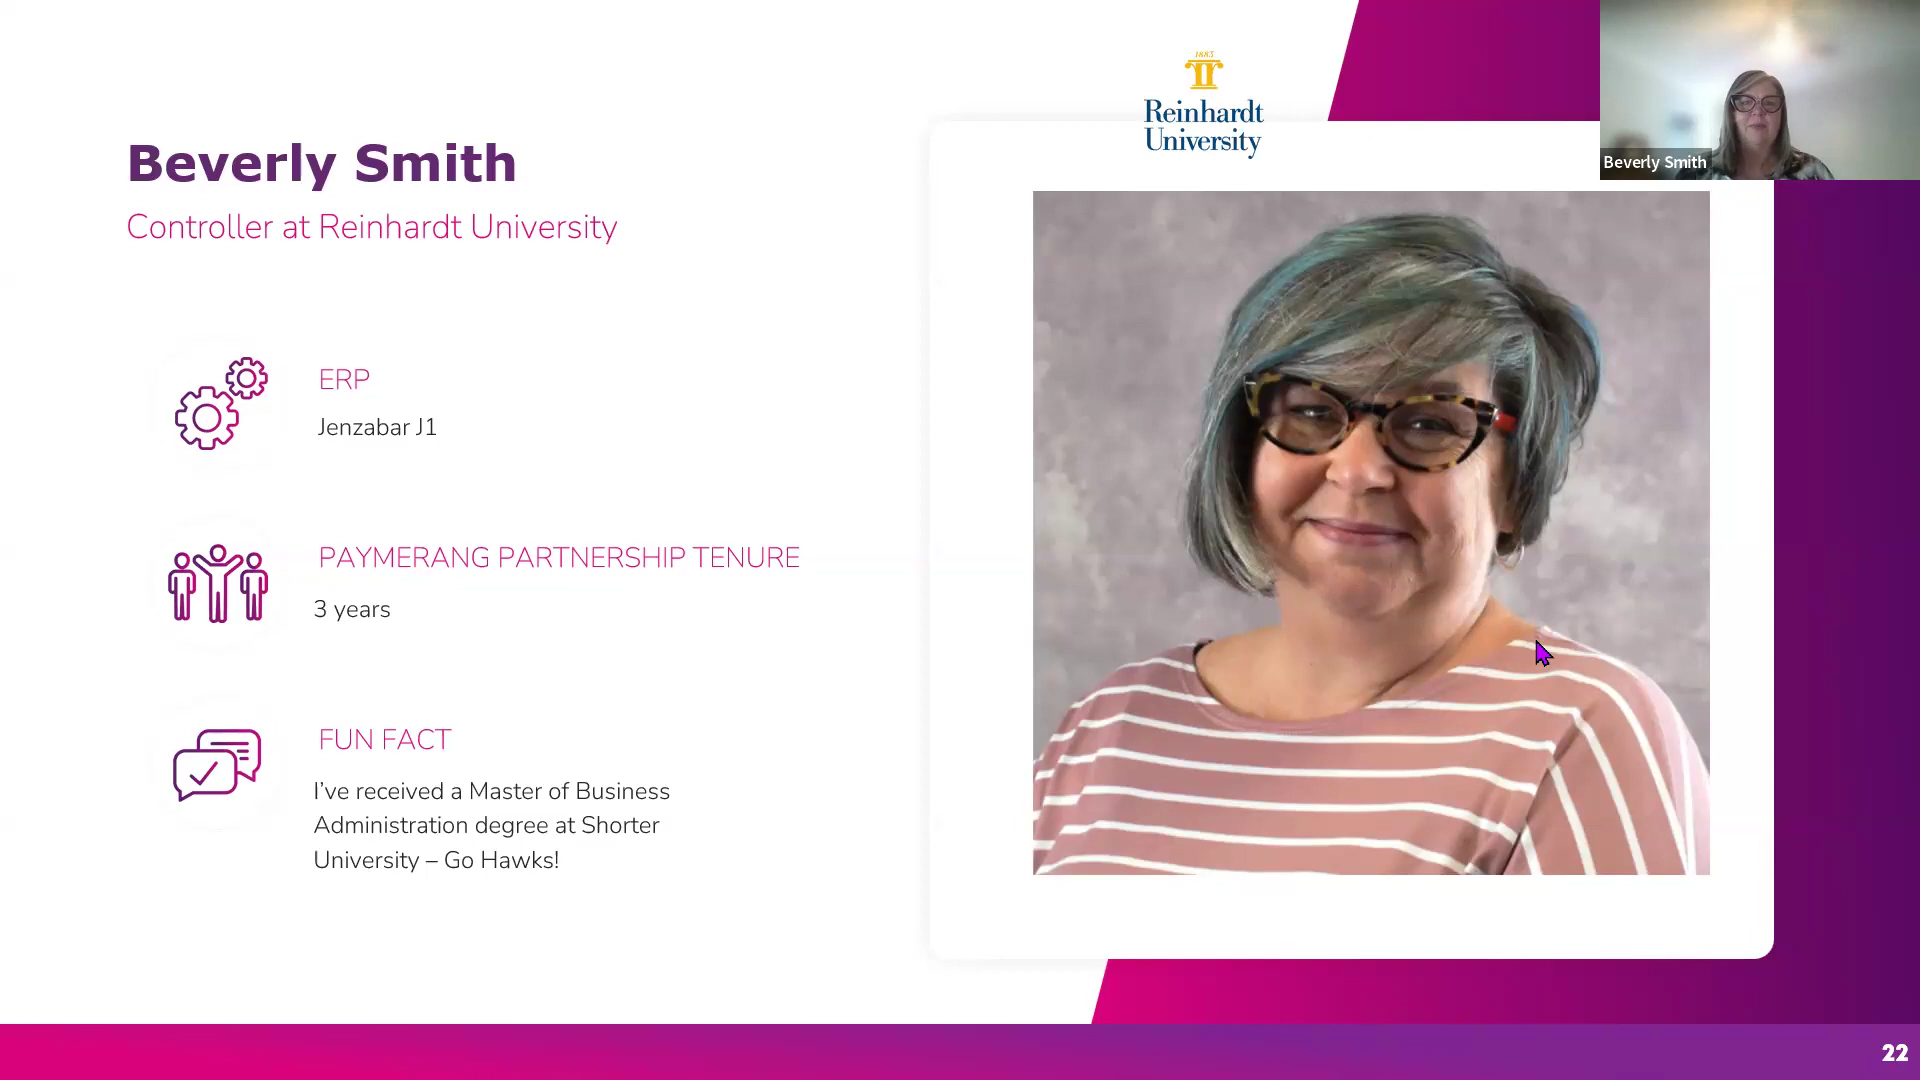 1883
Reinhardt
University
Beverly Smith
Beverly Smith
Controller at Reinhardt University
ERP
Jenzabar J1
PAYMERANG PARTNERSHIP TENURE
3 years
FUN FACT
I’ve received a Master of Business
Administration degree at Shorter
University – Go Hawks!
22